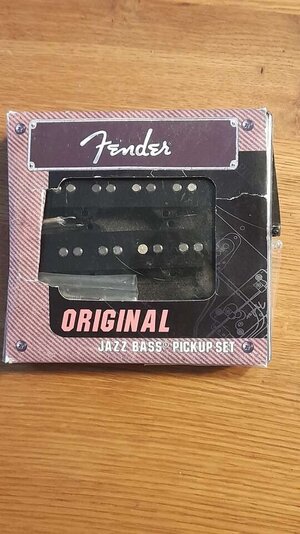 Fender
ORIGINAL
JAZZ BASS® PICKUP SET